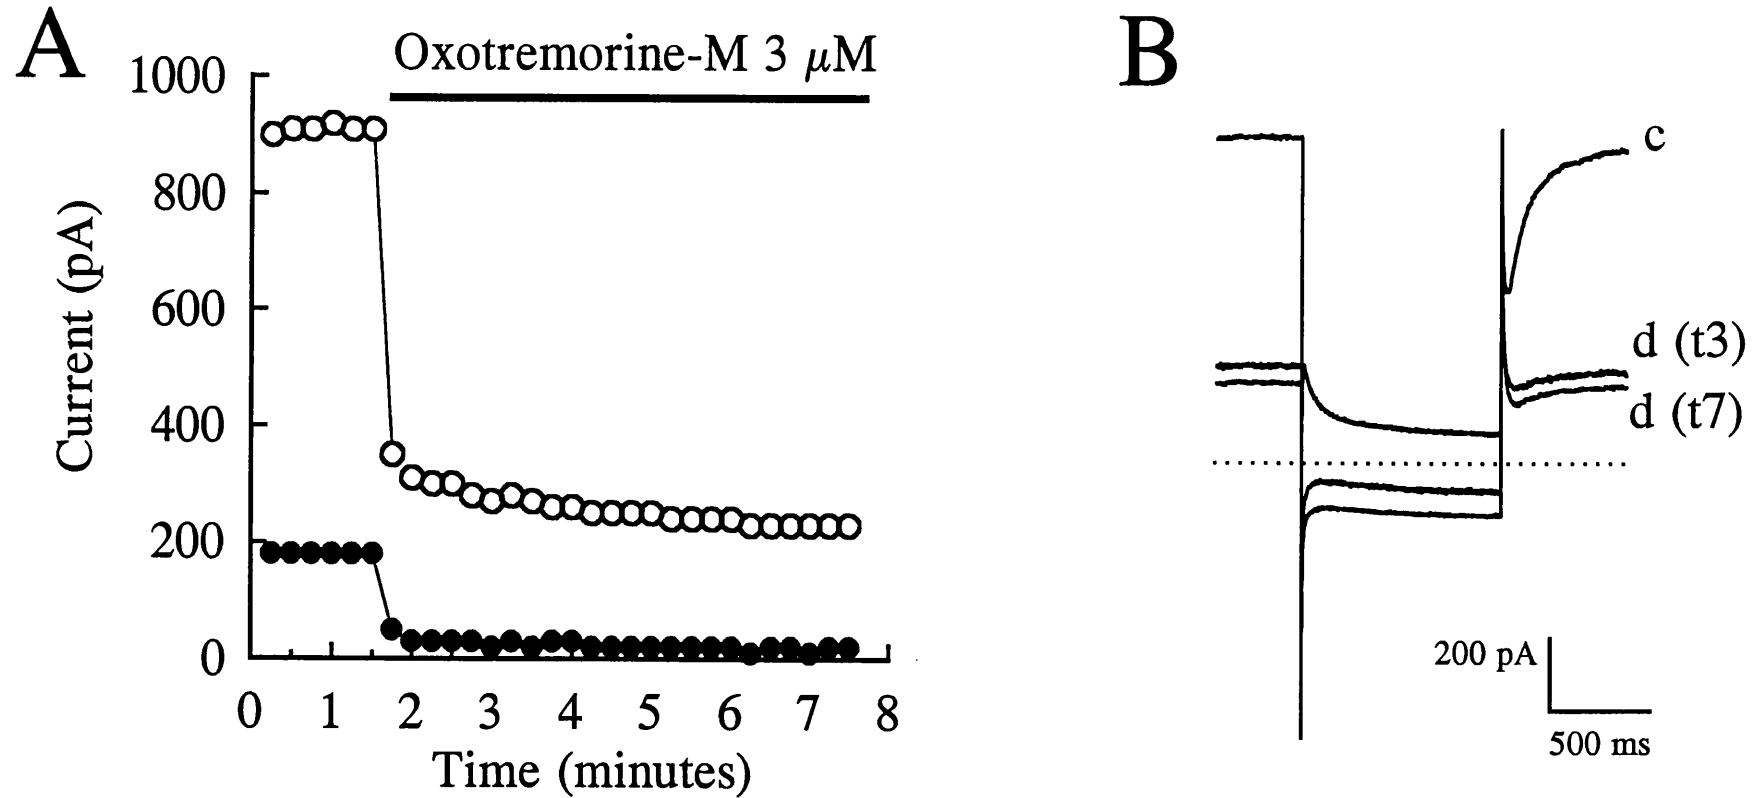 A
Oxotremorine-M 3 μM
1000
800
600
400
200
0
Current (pA)
0 1 2 3 4 5 6 7 8
Time (minutes)
B
c
d (t3)
d (t7)
200 pA
500 ms